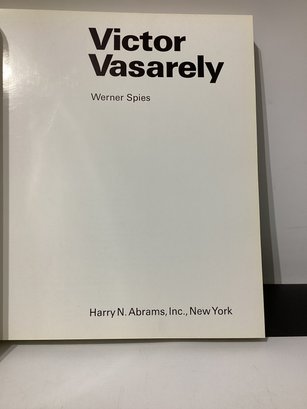 Victor
Vasarely
Werner Spies
Harry N. Abrams, Inc., New York